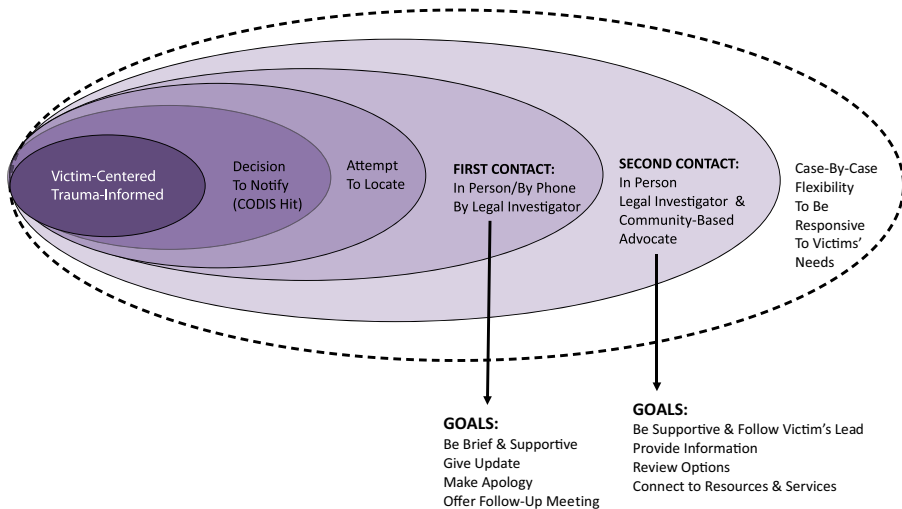 Victim-Centered
Trauma-Informed
Decision
To Notify
(CODIS Hit)
Attempt
To Locate
FIRST CONTACT:
In Person/By Phone
By Legal Investigator
SECOND CONTACT:
In Person
Legal Investigator &
Community-Based
Advocate
Case-By-Case
Flexibility
To Be
Responsive
To Victims'
Needs
GOALS:
Be Brief & Supportive
Give Update
Make Apology
Offer Follow-Up Meeting
GOALS:
Be Supportive & Follow Victim's Lead
Provide Information
Review Options
Connect to Resources & Services